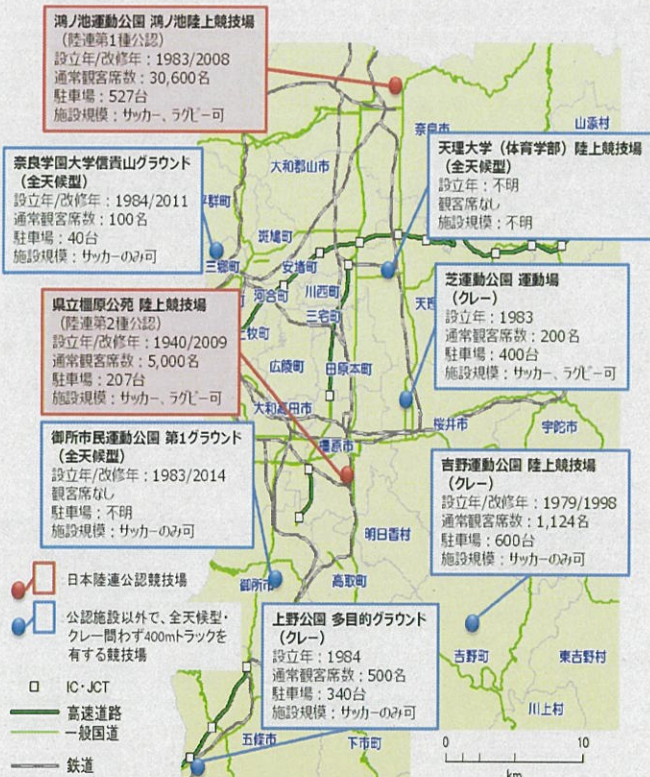 鴻ノ池運動公園 鴻ノ池陸上競技場
(陸連第1種公認)
設立年/改修年：1983/2008
通常観客席数：30,600名
駐車場：527台
施設規模：サッカー、ラグビー可
奈良市
山添村
天理大学（体育学部）陸上競技場
(全天候型)
設立年：不明
観客席なし
施設規模：不明
大和郡山市
奈良学園大学信貴山グラウンド
(全天候型)
設立年/改修年：1984/2011
通常観客席数：100名
駐車場：40台
施設規模：サッカーのみ可
平群町
斑鳩町
三郷町
安堵町
河合町
川西町
三宅町
天理
芝運動公園 運動場
(クレー)
設立年：1983
通常観客席数：200名
駐車場：400台
施設規模：サッカー、ラグビー可
県立橿原公苑 陸上競技場
(陸連第2種公認)
設立年/改修年：1940/2009
通常観客席数：5,000名
駐車場：207台
施設規模：サッカー、ラグビー可
町
牧町
広陵町
田原本町
大和高田市
橿原市
桜井市
宇陀市
御所市民運動公園 第1グラウンド
(全天候型)
設立年/改修年：1983/2014
観客席なし
駐車場：不明
施設規模：サッカーのみ可
吉野運動公園 陸上競技場
(クレー)
設立年/改修年：1979/1998
通常観客席数：1,124名
駐車場：600台
施設規模：サッカーのみ可
明日香村
御所市
高取町
日本陸連公認競技場
公認施設以外で、全天候型・
クレー問わず400mトラックを
有する競技場
上野公園 多目的グラウンド
(クレー)
設立年：1984
通常観客席数：500名
駐車場：340台
施設規模：サッカーのみ可
吉野町
東吉野村
川上村
IC・JCT
高速道路
一般国道
鉄道
五條市
下市町
0 10
km